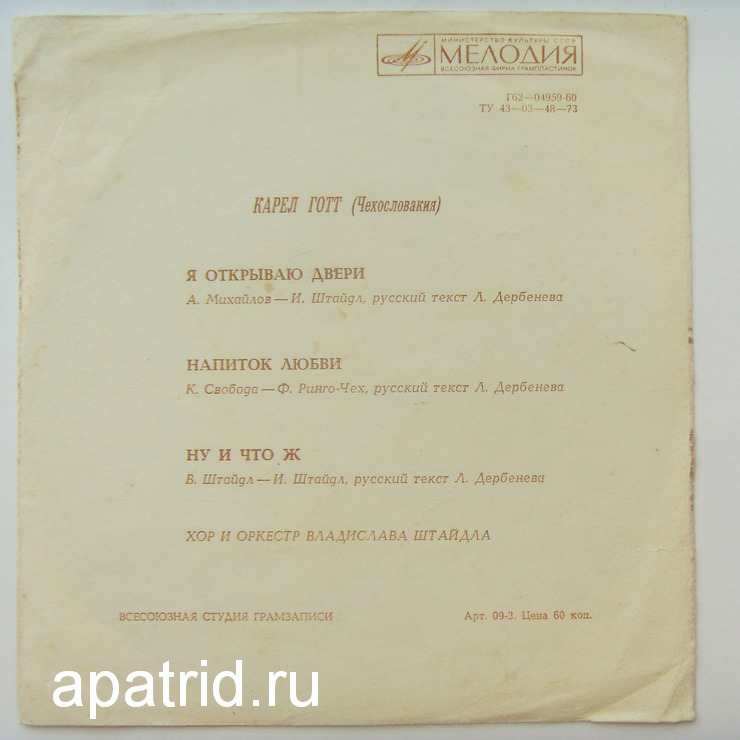 МИНИСТЕРСТВО КУЛЬТУРЫ СССР
МЕЛОДИЯ
ВСЕСОЮЗНАЯ ФИРМА ГРАМПЛАСТИНОК
Г62—04959-60
ТУ 43—03—48—73
КАРЕЛ ГОТТ (Чехословакия)
Я ОТКРЫВАЮ ДВЕРИ
А. Михайлов — И. Штайдл, русский текст Л. Дербенева
НАПИТОК ЛЮБВИ
К. Свобода — Ф. Ринго-Чех, русский текст Л. Дербенева
НУ И ЧТО Ж
В. Штайдл — И. Штайдл, русский текст Л. Дербенева
ХОР И ОРКЕСТР ВЛАДИСЛАВА ШТАЙДЛА
ВСЕСОЮЗНАЯ СТУДИЯ ГРАМЗАПИСИ
Арт. 09-3. Цена 60 коп.
apatrid.ru